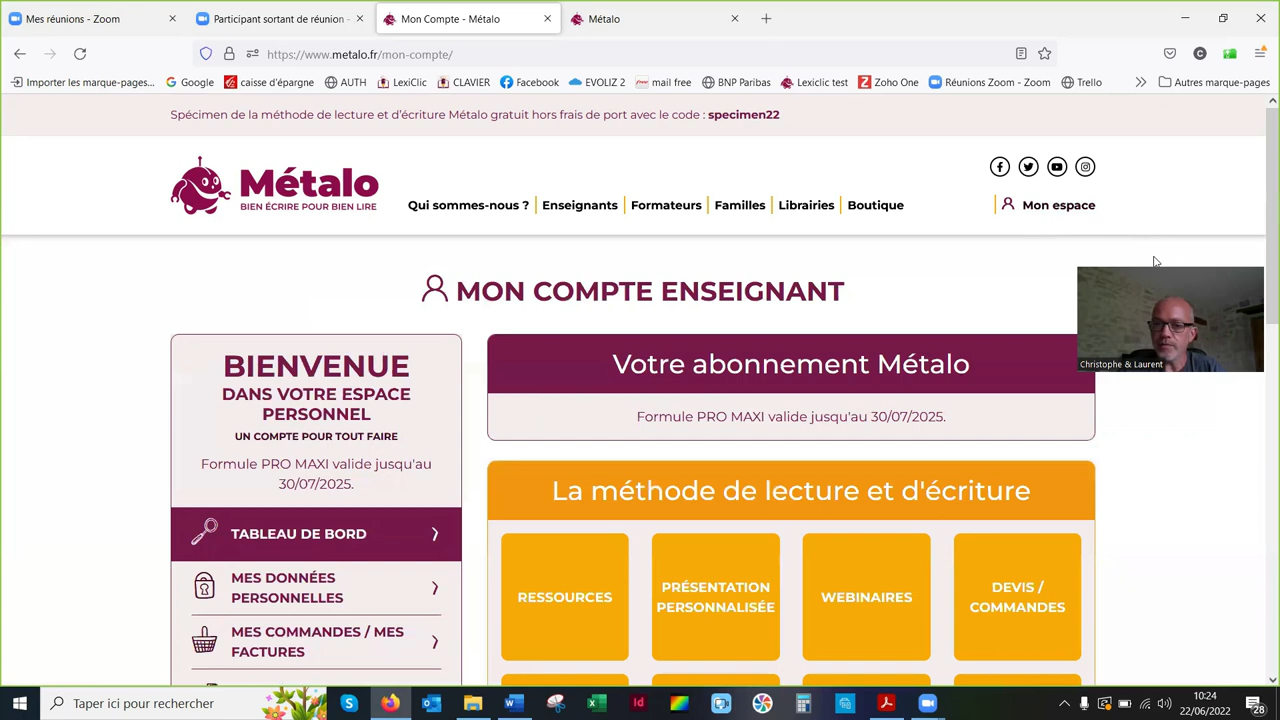 Mes réunions - Zoom
Participant sortant de réunion -
Mon Compte - Métalo
Métalo
https://www.metalo.fr/mon-compte/
Importer les marque-pages...
Google
caisse d'épargne
AUTH
LexiClic
CLAVIER
Facebook
EVOLIZ 2
mail free
BNP Paribas
Lexiclic test
Zoho One
Réunions Zoom - Zoom
Trello
Autres marque-pages
Spécimen de la méthode de lecture et d'écriture Métalo gratuit hors frais de port avec le code : specimen22
Métalo
BIEN ÉCRIRE POUR BIEN LIRE
Qui sommes-nous ?
Enseignants
Formateurs
Familles
Librairies
Boutique
Mon espace
MON COMPTE ENSEIGNANT
Christophe & Laurent
BIENVENUE
DANS VOTRE ESPACE
PERSONNEL
UN COMPTE POUR TOUT FAIRE
Formule PRO MAXI valide jusqu'au
30/07/2025.
TABLEAU DE BORD
MES DONNÉES
PERSONNELLES
MES COMMANDES / MES
FACTURES
Votre abonnement Métalo
Formule PRO MAXI valide jusqu'au 30/07/2025.
La méthode de lecture et d'écriture
RESSOURCES
PRÉSENTATION
PERSONNALISÉE
WEBINAIRES
DEVIS /
COMMANDES
Taper ici pour rechercher
10:24
22/06/2022
28